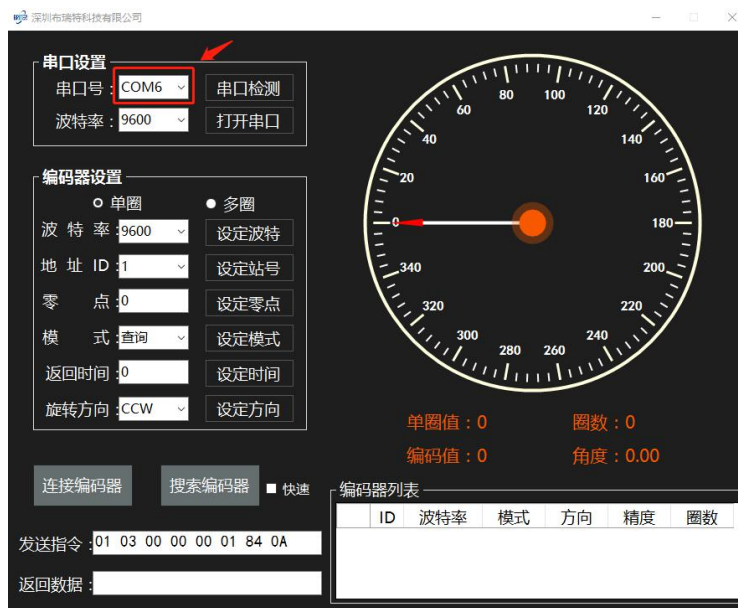 深圳布瑞特科技有限公司
串口设置
串口号：COM6 串口检测
波特率：9600 打开串口
编码器设置
单圈 多圈
波 特 率：9600 设定波特
地 址 ID：1 设定站号
零 点：0 设定零点
模 式：查询 设定模式
返回时间：0 设定时间
旋转方向：CCW 设定方向
连接编码器 搜索编码器 快速
发送指令：01 03 00 00 00 01 84 0A
返回数据：
0
20
40
60
80
100
120
140
160
180
200
220
240
260
280
300
320
340
单圈值：0 圈数：0
编码值：0 角度：0.00
编码器列表
ID 波特率 模式 方向 精度 圈数